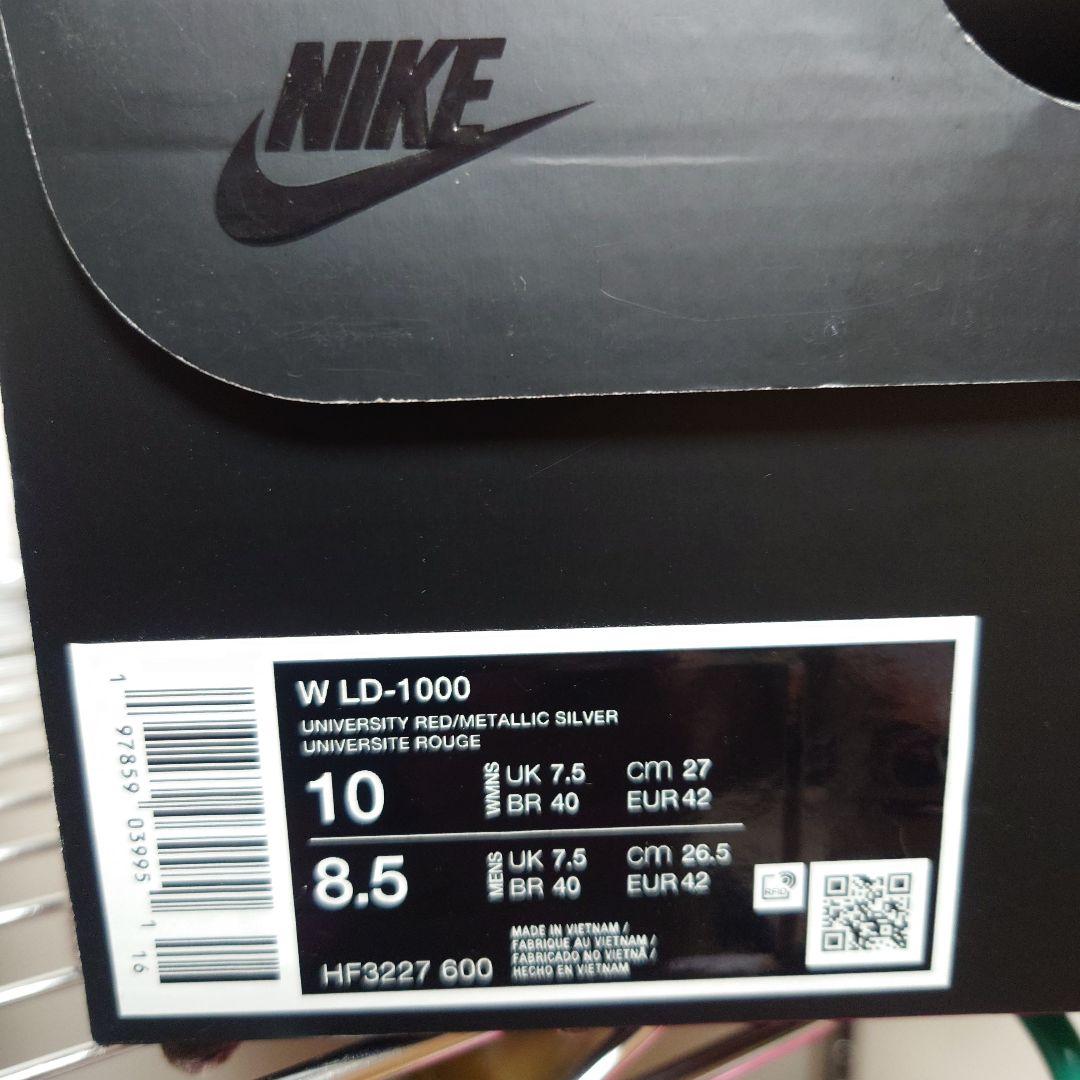 NIKE
W LD-1000
UNIVERSITY RED/METALLIC SILVER
UNIVERSITE ROUGE
10 WMNS UK 7.5 cm 27
BR 40 EUR 42
8.5 MENS UK 7.5 cm 26.5
BR 40 EUR 42
RFID
HF3227 600
MADE IN VIETNAM /
FABRIQUE AU VIETNAM /
FABRICADO NO VIETNÃ /
HECHO EN VIETNAM
1 97859 03995 1 16